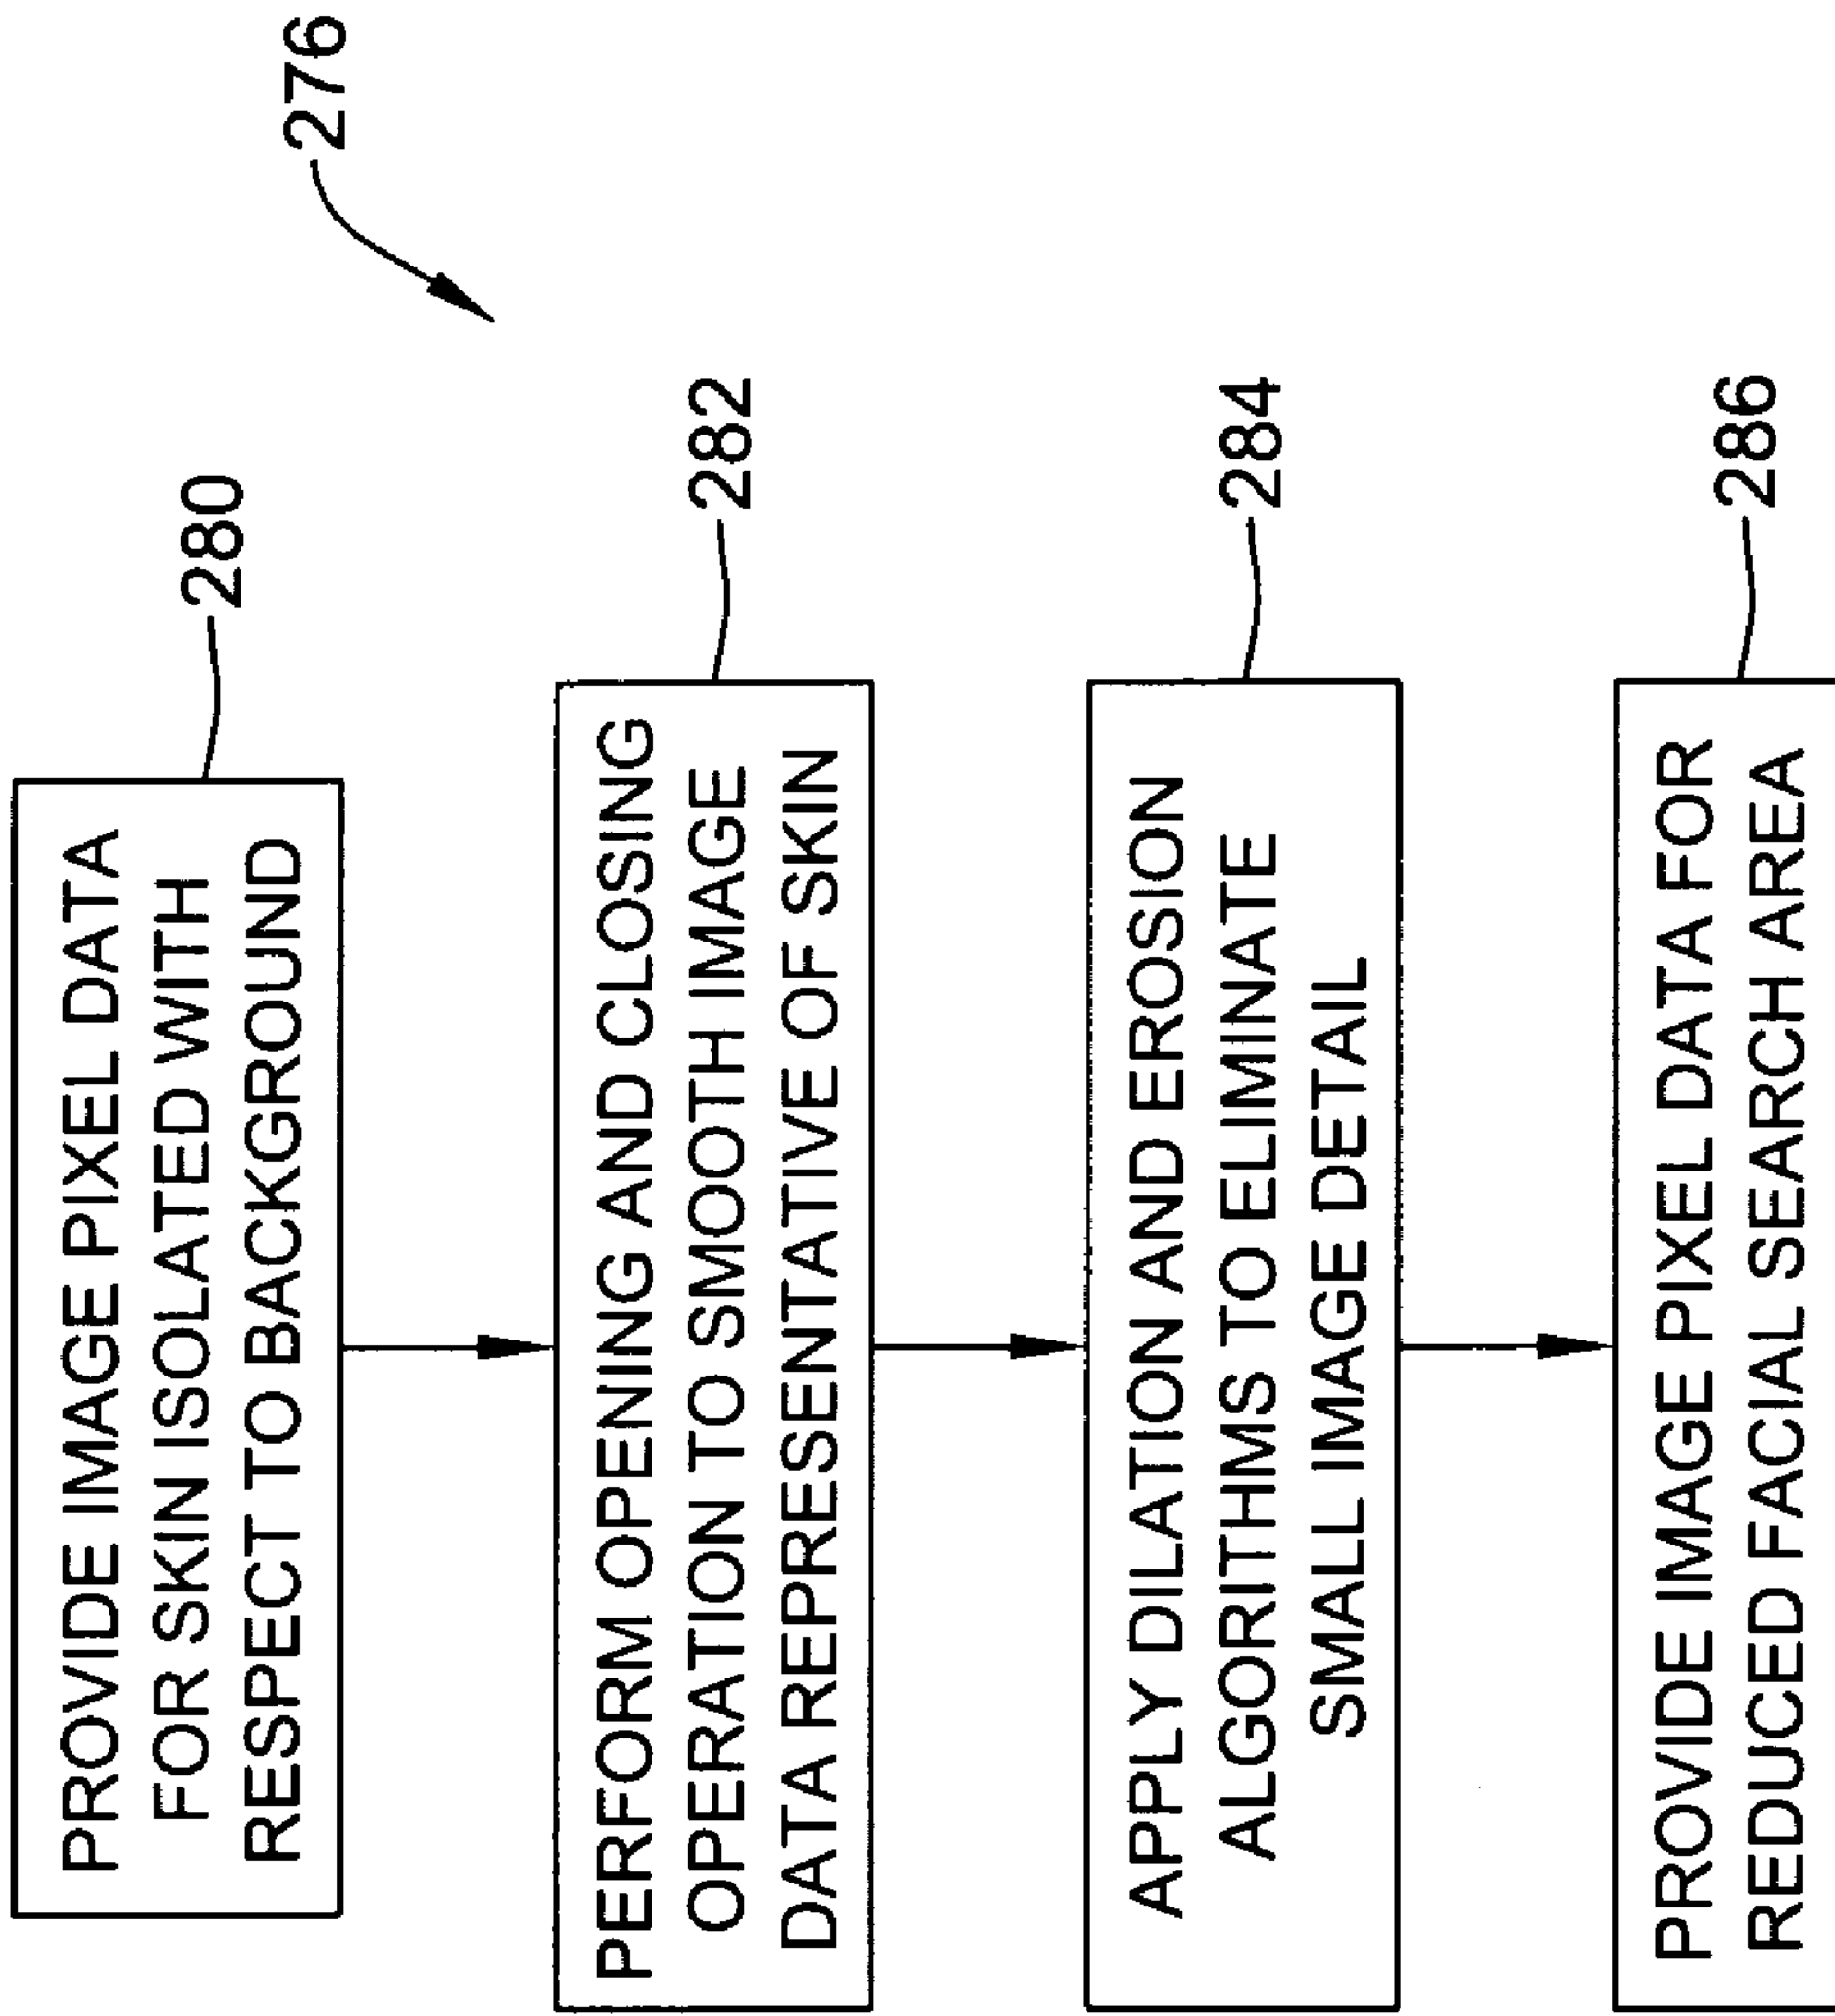 276
PROVIDE IMAGE PIXEL DATA
FOR SKIN ISOLATED WITH
RESPECT TO BACKGROUND
280
PERFORM OPENING AND CLOSING
OPERATION TO SMOOTH IMAGE
DATA REPRESENTATIVE OF SKIN
282
APPLY DILATION AND EROSION
ALGORITHMS TO ELIMINATE
SMALL IMAGE DETAIL
284
PROVIDE IMAGE PIXEL DATA FOR
REDUCED FACIAL SEARCH AREA
286